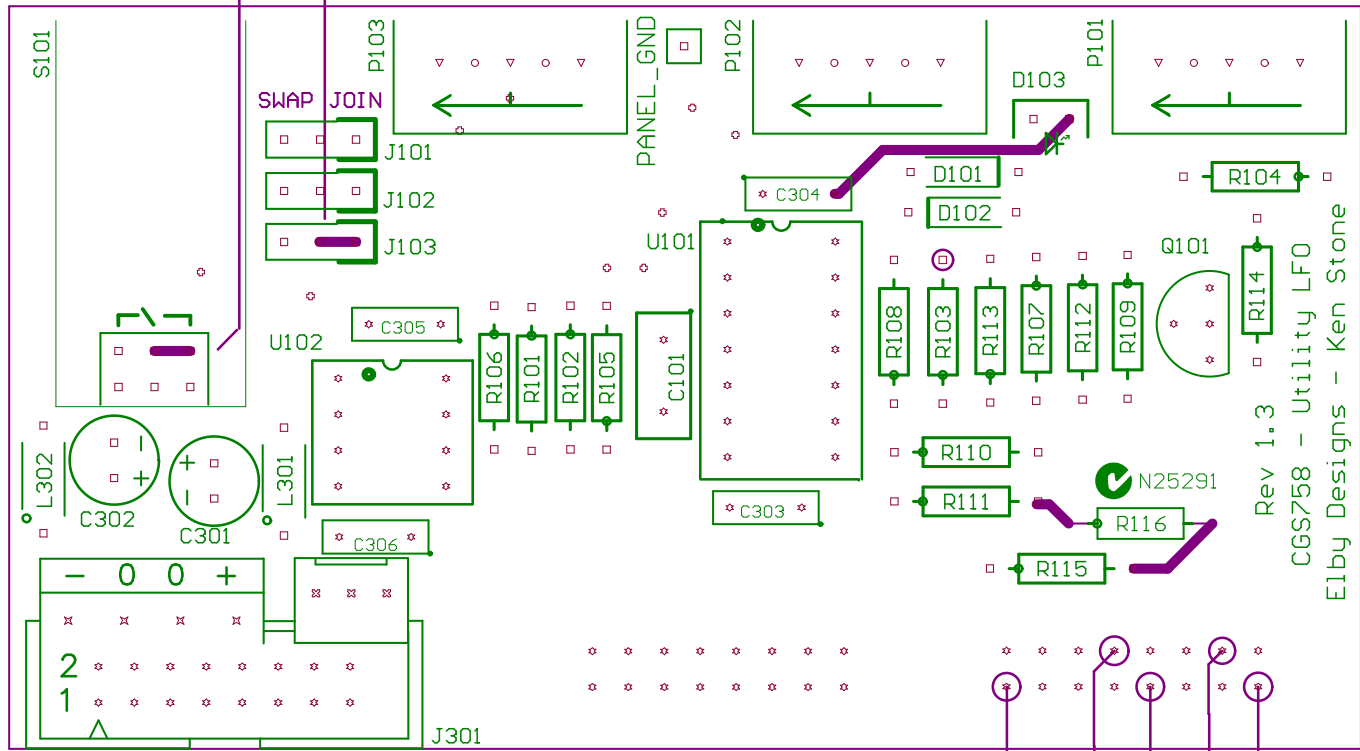 S101
P103
PANEL_GND
P102
P101
D103
SWAP JOIN
J101
J102
J103
C304
D101
D102
R104
U101
Q101
R114
C305
U102
R106
R101
R102
R105
C101
R108
R103
R113
R107
R112
R109
L302
C302
L301
C301
+
-
-
+
R110
R111
N25291
R116
R115
C303
C306
Rev 1.3
CGS758 - Utility LFO
Elby Designs - Ken Stone
- 0 0 +
2
1
J301